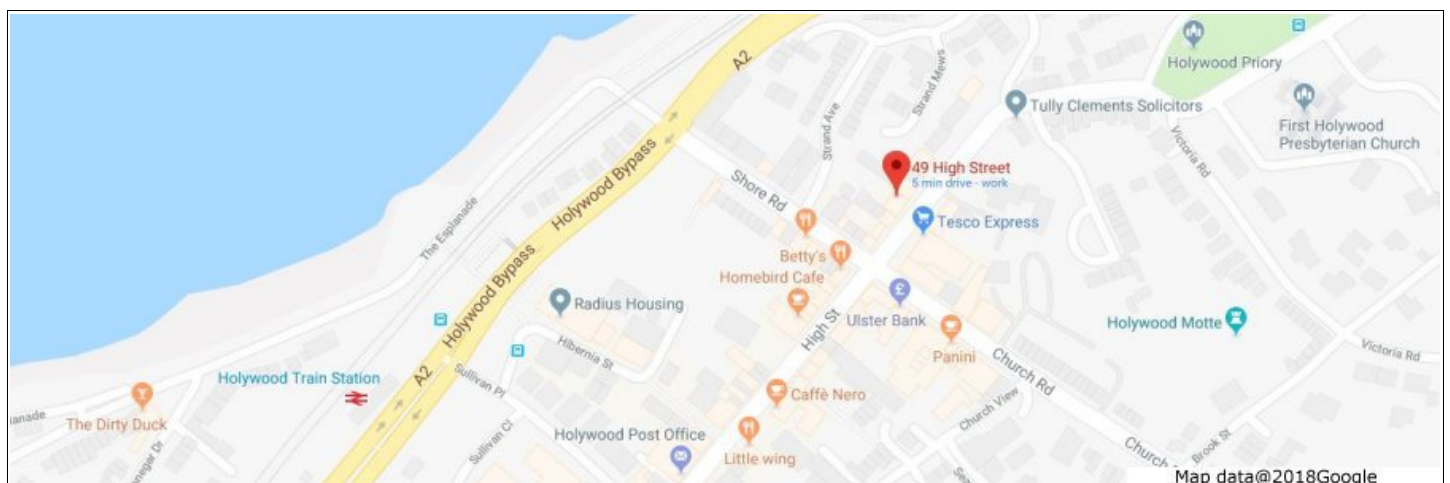 A2
Holywood Priory
Strand Mews
Tully Clements Solicitors
First Holywood
Presbyterian Church
Strand Ave
Victoria Rd
Holywood Bypass
49 High Street
5 min drive - work
Shore Rd
Tesco Express
The Esplanade
Betty's
Homebird Cafe
Holywood Bypass
Radius Housing
Ulster Bank
High St
Holywood Motte
Panini
Hibernia St
Victoria Rd
Church Rd
A2
Holywood Train Station
Sullivan Pl
Caffè Nero
Church View
The Dirty Duck
Sullivan Cl
Holywood Post Office
Little wing
Brook St
Church
Map data@2018Google